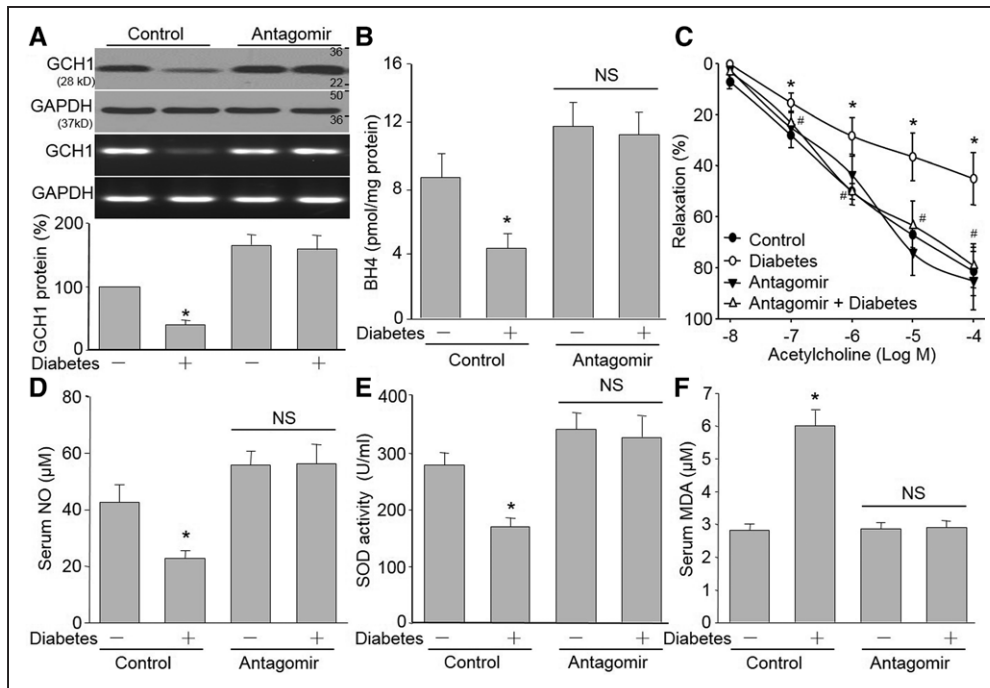 A
Control
Antagomir
GCH1
(28 kD)
36
22
GAPDH
(37kD)
50
36
GCH1
GAPDH
GCH1 protein (%)
200
150
100
50
0
Diabetes
— + — +
B
BH4 (pmol/mg protein)
16
12
8
4
0
NS
*
Diabetes — + — +
Control
Antagomir
C
Relaxation (%)
0
20
40
60
80
100
* * * *
# # # #
Control
Diabetes
Antagomir
Antagomir + Diabetes
-8 -7 -6 -5 -4
Acetylcholine (Log M)
D
Serum NO (µM)
80
60
40
20
0
NS
*
Diabetes — + — +
Control
Antagomir
E
SOD activity (U/ml)
400
300
200
100
0
NS
*
Diabetes — + — +
Control
Antagomir
F
Serum MDA (µM)
7
6
5
4
3
2
1
0
*
NS
Diabetes — + — +
Control
Antagomir